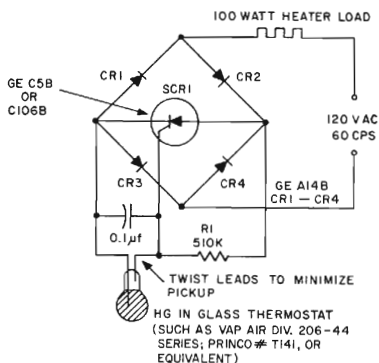 100 WATT HEATER LOAD
CR1
CR2
GE C5B
OR
C106B
SCR1
120 VAC
60 CPS
CR3
CR4
GE A14B
CR1 – CR4
0.1µf
R1
510K
TWIST LEADS TO MINIMIZE
PICKUP
HG IN GLASS THERMOSTAT
(SUCH AS VAP AIR DIV. 206-44
SERIES; PRINCO # T141, OR
EQUIVALENT)